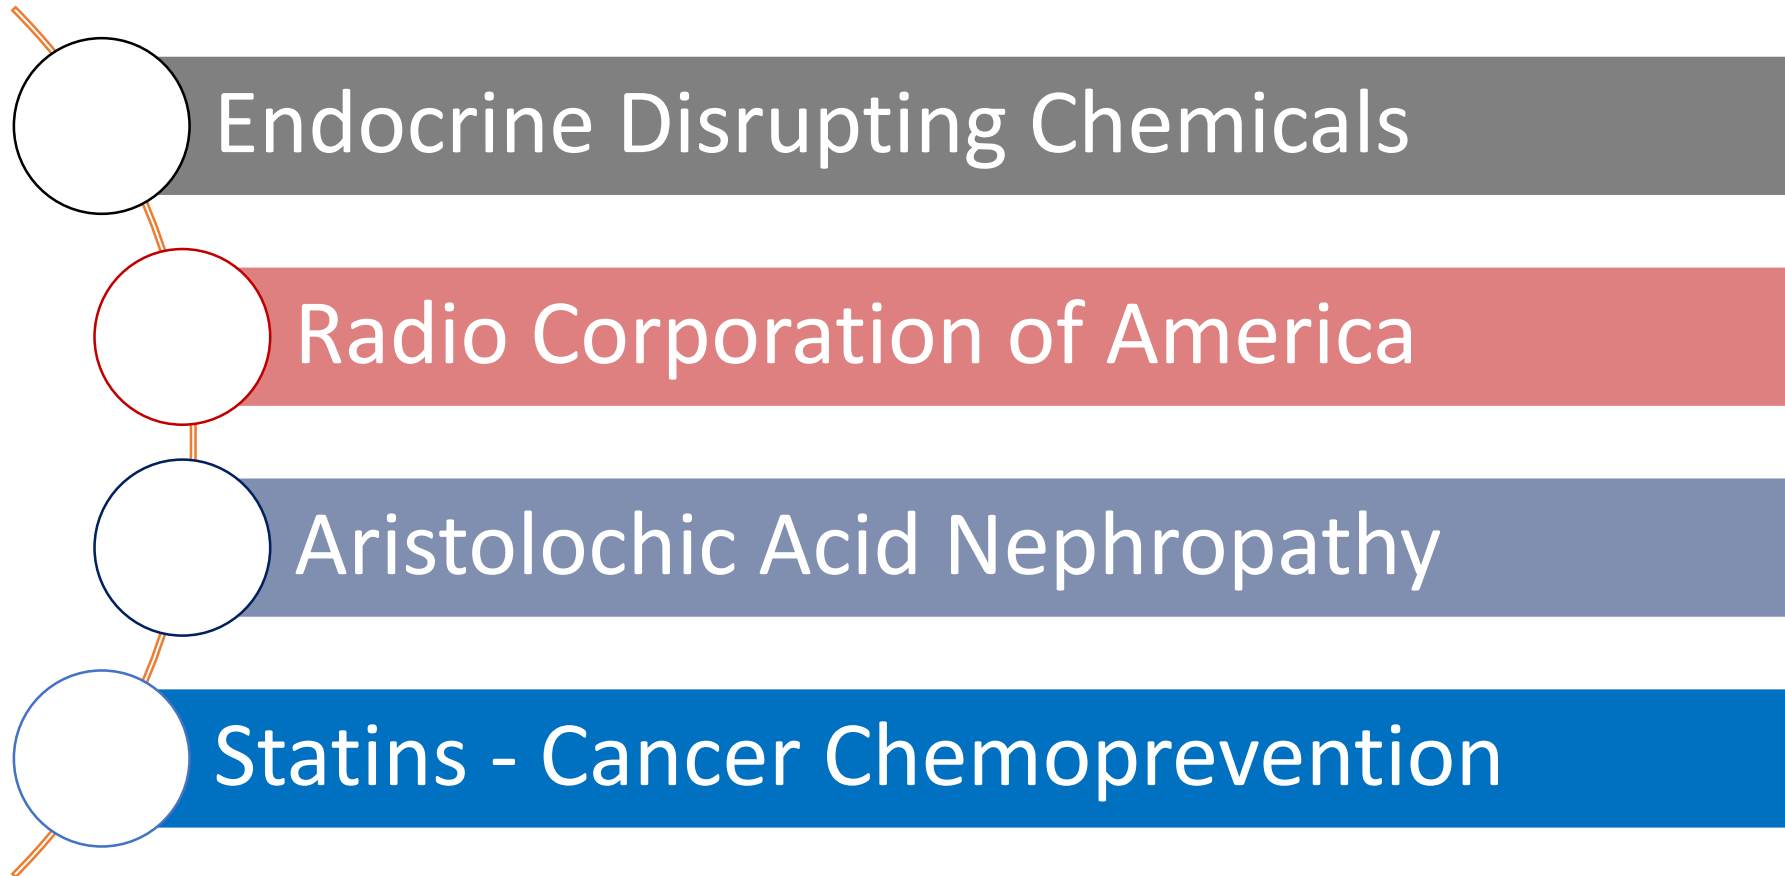 Endocrine Disrupting Chemicals
Radio Corporation of America
Aristolochic Acid Nephropathy
Statins - Cancer Chemoprevention